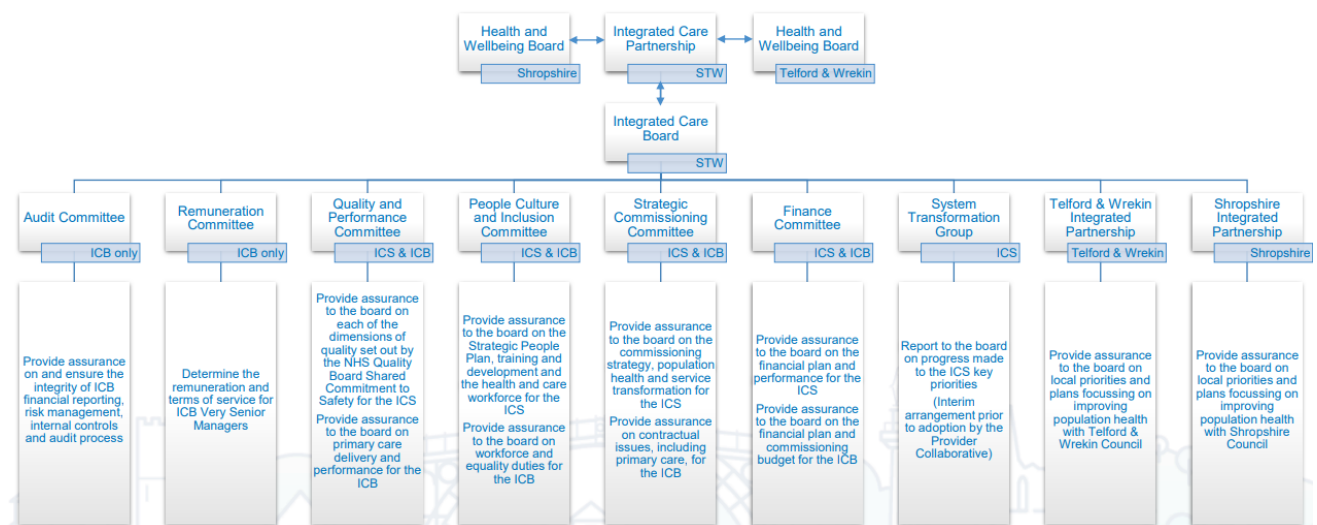 Health and
Wellbeing Board
Shropshire
Integrated Care
Partnership
STW
Health and
Wellbeing Board
Telford & Wrekin
Integrated Care
Board
STW
Audit Committee
ICB only
Remuneration
Committee
ICB only
Quality and
Performance
Committee
ICS & ICB
People Culture
and Inclusion
Committee
ICS & ICB
Strategic
Commissioning
Committee
ICS & ICB
Finance
Committee
ICS & ICB
System
Transformation
Group
ICS
Telford & Wrekin
Integrated
Partnership
Telford & Wrekin
Shropshire
Integrated
Partnership
Shropshire
Provide assurance
on and ensure the
integrity of ICB
financial reporting,
risk management,
internal controls
and audit process
Determine the
remuneration and
terms of service for
ICB Very Senior
Managers
Provide assurance
to the board on
each of the
dimensions of
quality set out by
the NHS Quality
Board Shared
Commitment to
Safety for the ICS
Provide assurance
to the board on
primary care
delivery and
performance for the
ICB
Provide assurance
to the board on the
Strategic People
Plan, training and
development and
the health and care
workforce for the
ICS
Provide assurance
to the board on
workforce and
equality duties for
the ICB
Provide assurance
to the board on the
commissioning
strategy, population
health and service
transformation for
the ICS
Provide assurance
on contractual
issues, including
primary care, for
the ICB
Provide assurance
to the board on the
financial plan and
performance for the
ICS
Provide assurance
to the board on the
financial plan and
commissioning
budget for the ICB
Report to the board
on progress made
to the ICS key
priorities
(Interim
arrangement prior
to adoption by the
Provider
Collaborative)
Provide assurance
to the board on
local priorities and
plans focussing on
improving
population health
with Telford &
Wrekin Council
Provide assurance
to the board on
local priorities and
plans focussing on
improving
population health
with Shropshire
Council